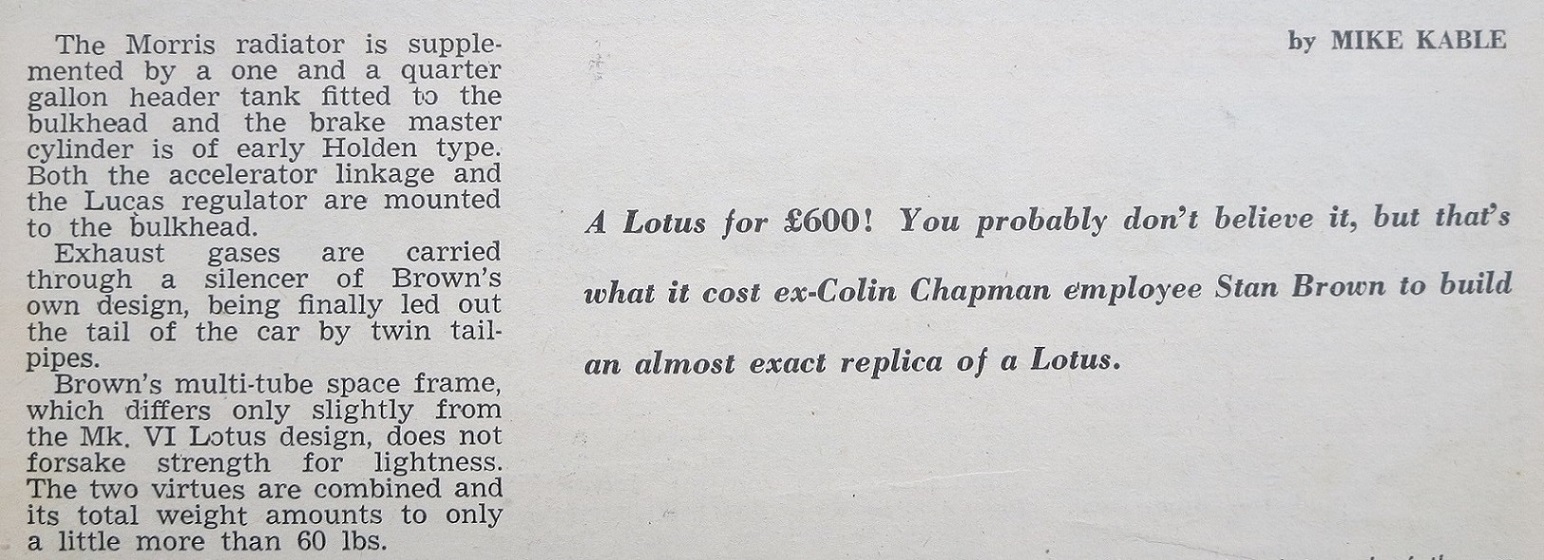 The Morris radiator is supple-
mented by a one and a quarter
gallon header tank fitted to the
bulkhead and the brake master
cylinder is of early Holden type.
Both the accelerator linkage and
the Lucas regulator are mounted
to the bulkhead.
Exhaust gases are carried
through a silencer of Brown's
own design, being finally led out
the tail of the car by twin tail-
pipes.
Brown's multi-tube space frame,
which differs only slightly from
the Mk. VI Lotus design, does not
forsake strength for lightness.
The two virtues are combined and
its total weight amounts to only
a little more than 60 lbs.
by MIKE KABLE
A Lotus for £600! You probably don't believe it, but that's
what it cost ex-Colin Chapman employee Stan Brown to build
an almost exact replica of a Lotus.